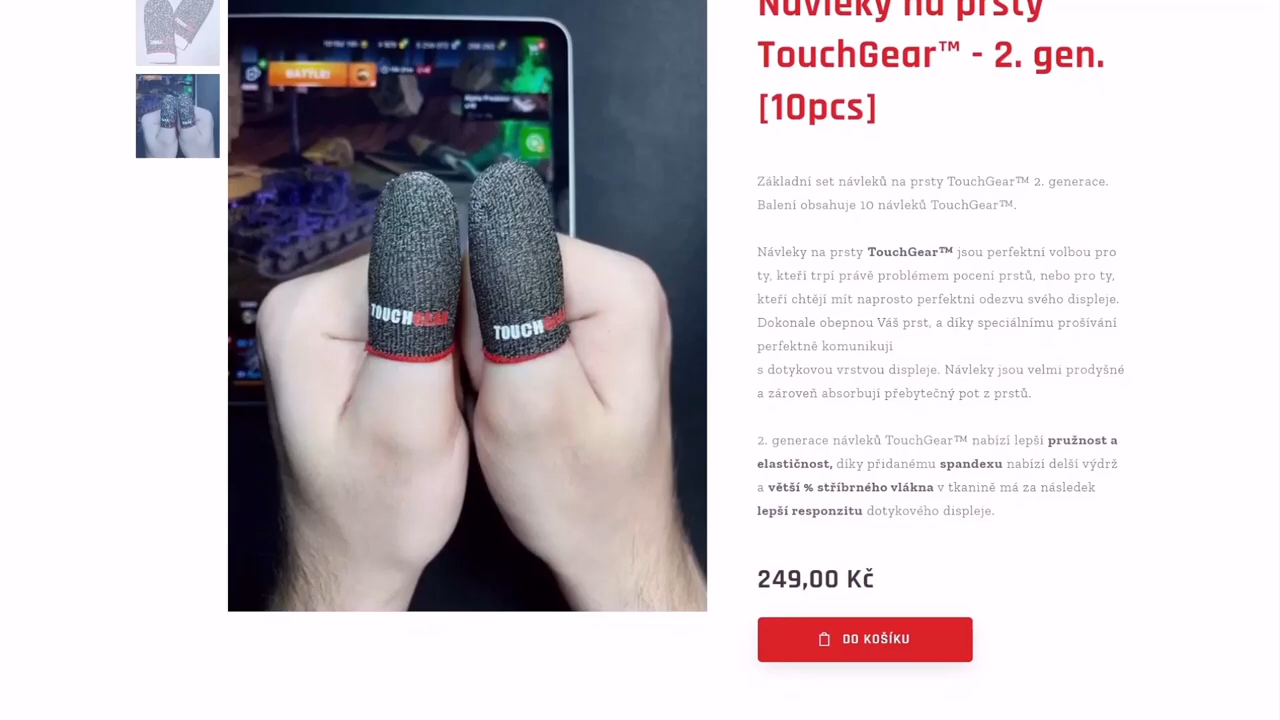 Návleky na prsty
TouchGear™ - 2. gen.
[10pcs]
Základní set návleků na prsty TouchGear™ 2. generace.
Balení obsahuje 10 návleků TouchGear™.
Návleky na prsty TouchGear™ jsou perfektní volbou pro
ty, kteří trpí právě problémem pocení prstů, nebo pro ty,
kteří chtějí mít naprosto perfektní odezvu svého displeje.
Dokonale obepnou Váš prst, a díky speciálnímu prošívání
perfektně komunikují
s dotykovou vrstvou displeje. Návleky jsou velmi prodyšné
a zároveň absorbují přebytečný pot z prstů.
2. generace návleků TouchGear™ nabízí lepší pružnost a
elastičnost, díky přidanému spandexu nabízí delší výdrž
a větší % stříbrného vlákna v tkanině má za následek
lepší responzitu dotykového displeje.
249,00 Kč
DO KOŠÍKU
BATTLE!
TOUCHGEAR
TOUCH